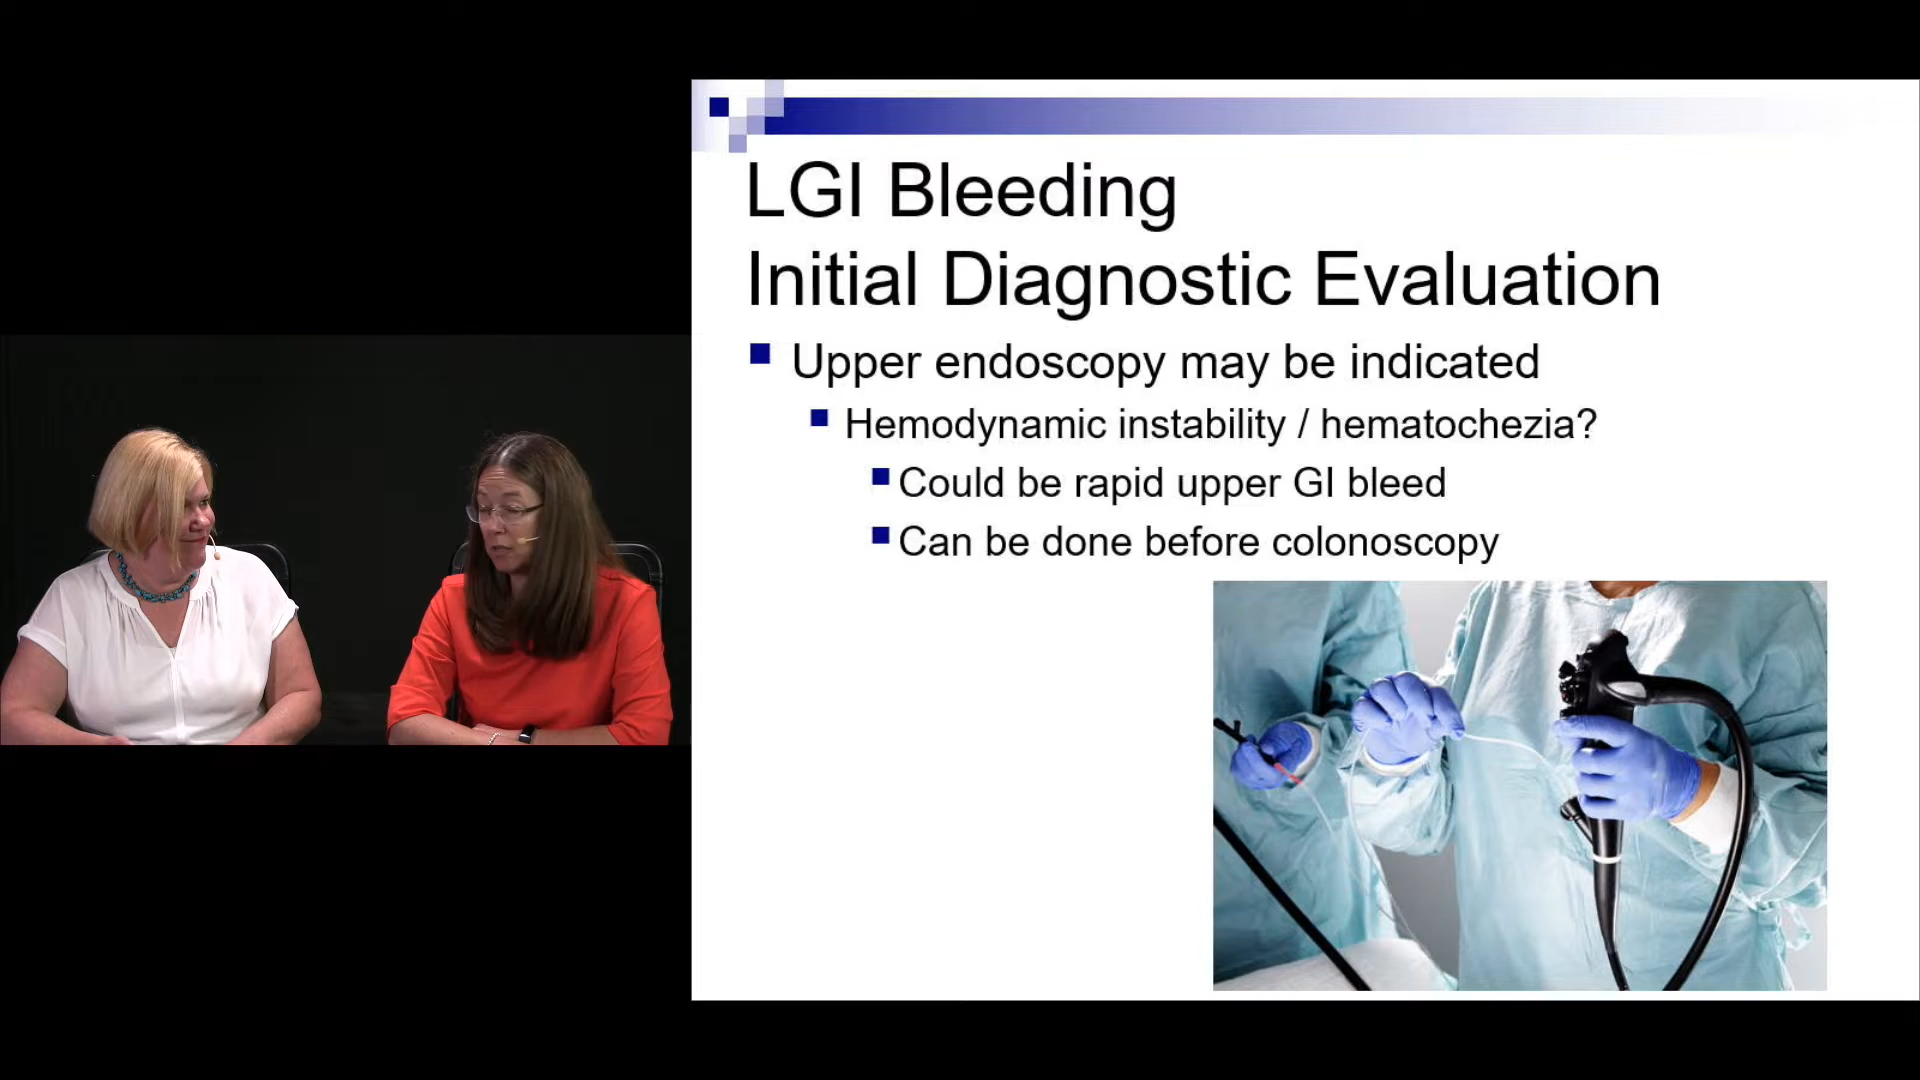 LGI Bleeding
Initial Diagnostic Evaluation
Upper endoscopy may be indicated
Hemodynamic instability / hematochezia?
Could be rapid upper GI bleed
Can be done before colonoscopy